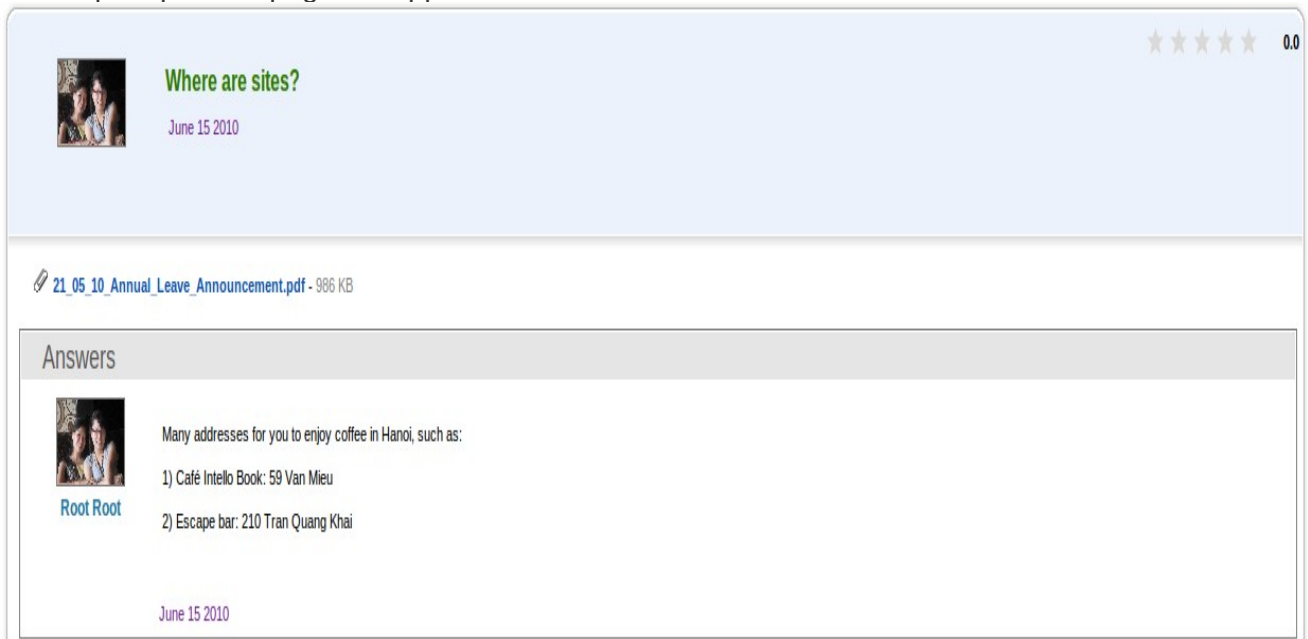 Where are sites?
0.0
June 15 2010
21_05_10_Annual_Leave_Announcement.pdf - 986 KB
Answers
Many addresses for you to enjoy coffee in Hanoi, such as:
1) Café Intello Book: 59 Van Mieu
Root Root
2) Escape bar: 210 Tran Quang Khai
June 15 2010